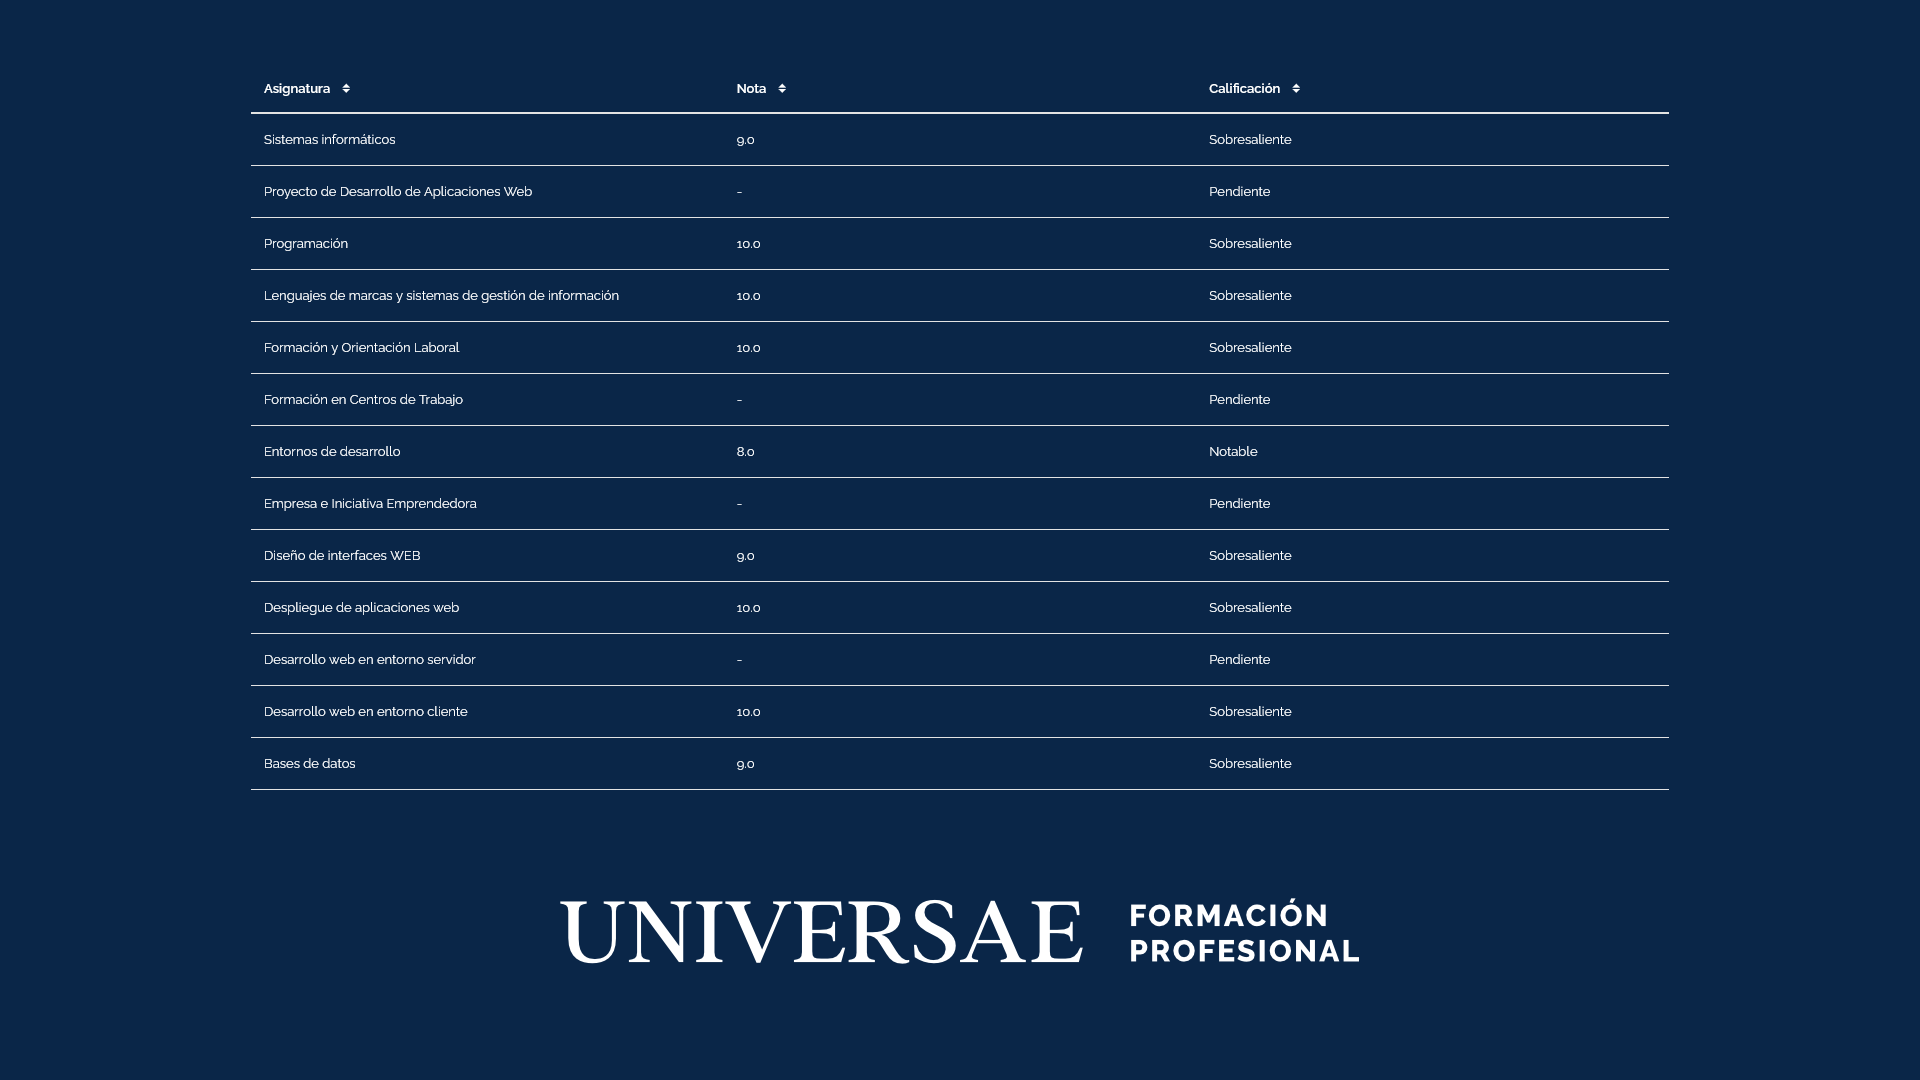 Asignatura Nota Calificación
Sistemas informáticos 9.0 Sobresaliente
Proyecto de Desarrollo de Aplicaciones Web - Pendiente
Programación 10.0 Sobresaliente
Lenguajes de marcas y sistemas de gestión de información 10.0 Sobresaliente
Formación y Orientación Laboral 10.0 Sobresaliente
Formación en Centros de Trabajo - Pendiente
Entornos de desarrollo 8.0 Notable
Empresa e Iniciativa Emprendedora - Pendiente
Diseño de interfaces WEB 9.0 Sobresaliente
Despliegue de aplicaciones web 10.0 Sobresaliente
Desarrollo web en entorno servidor - Pendiente
Desarrollo web en entorno cliente 10.0 Sobresaliente
Bases de datos 9.0 Sobresaliente
UNIVERSAE
FORMACIÓN
PROFESIONAL